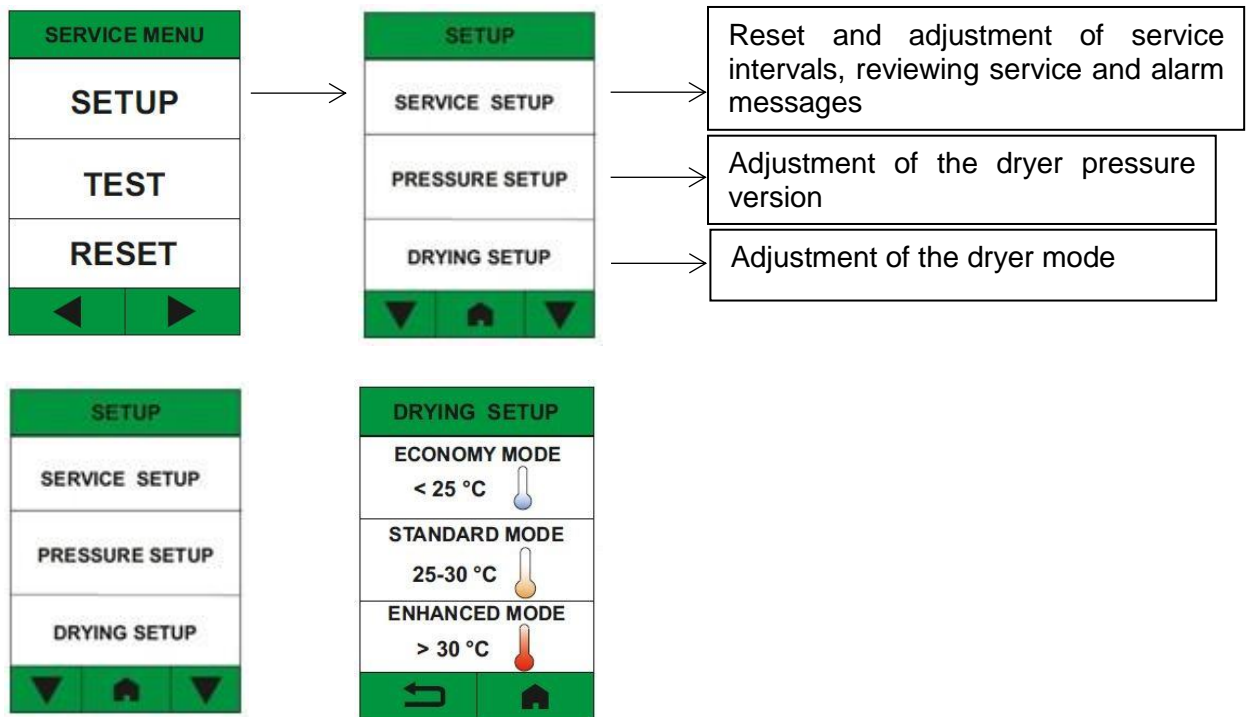 SERVICE MENU
SETUP
TEST
RESET
SETUP
SERVICE SETUP
PRESSURE SETUP
DRYING SETUP
Reset and adjustment of service
intervals, reviewing service and alarm
messages
Adjustment of the dryer pressure
version
Adjustment of the dryer mode
SETUP
SERVICE SETUP
PRESSURE SETUP
DRYING SETUP
DRYING SETUP
ECONOMY MODE
< 25 °C
STANDARD MODE
25-30 °C
ENHANCED MODE
> 30 °C